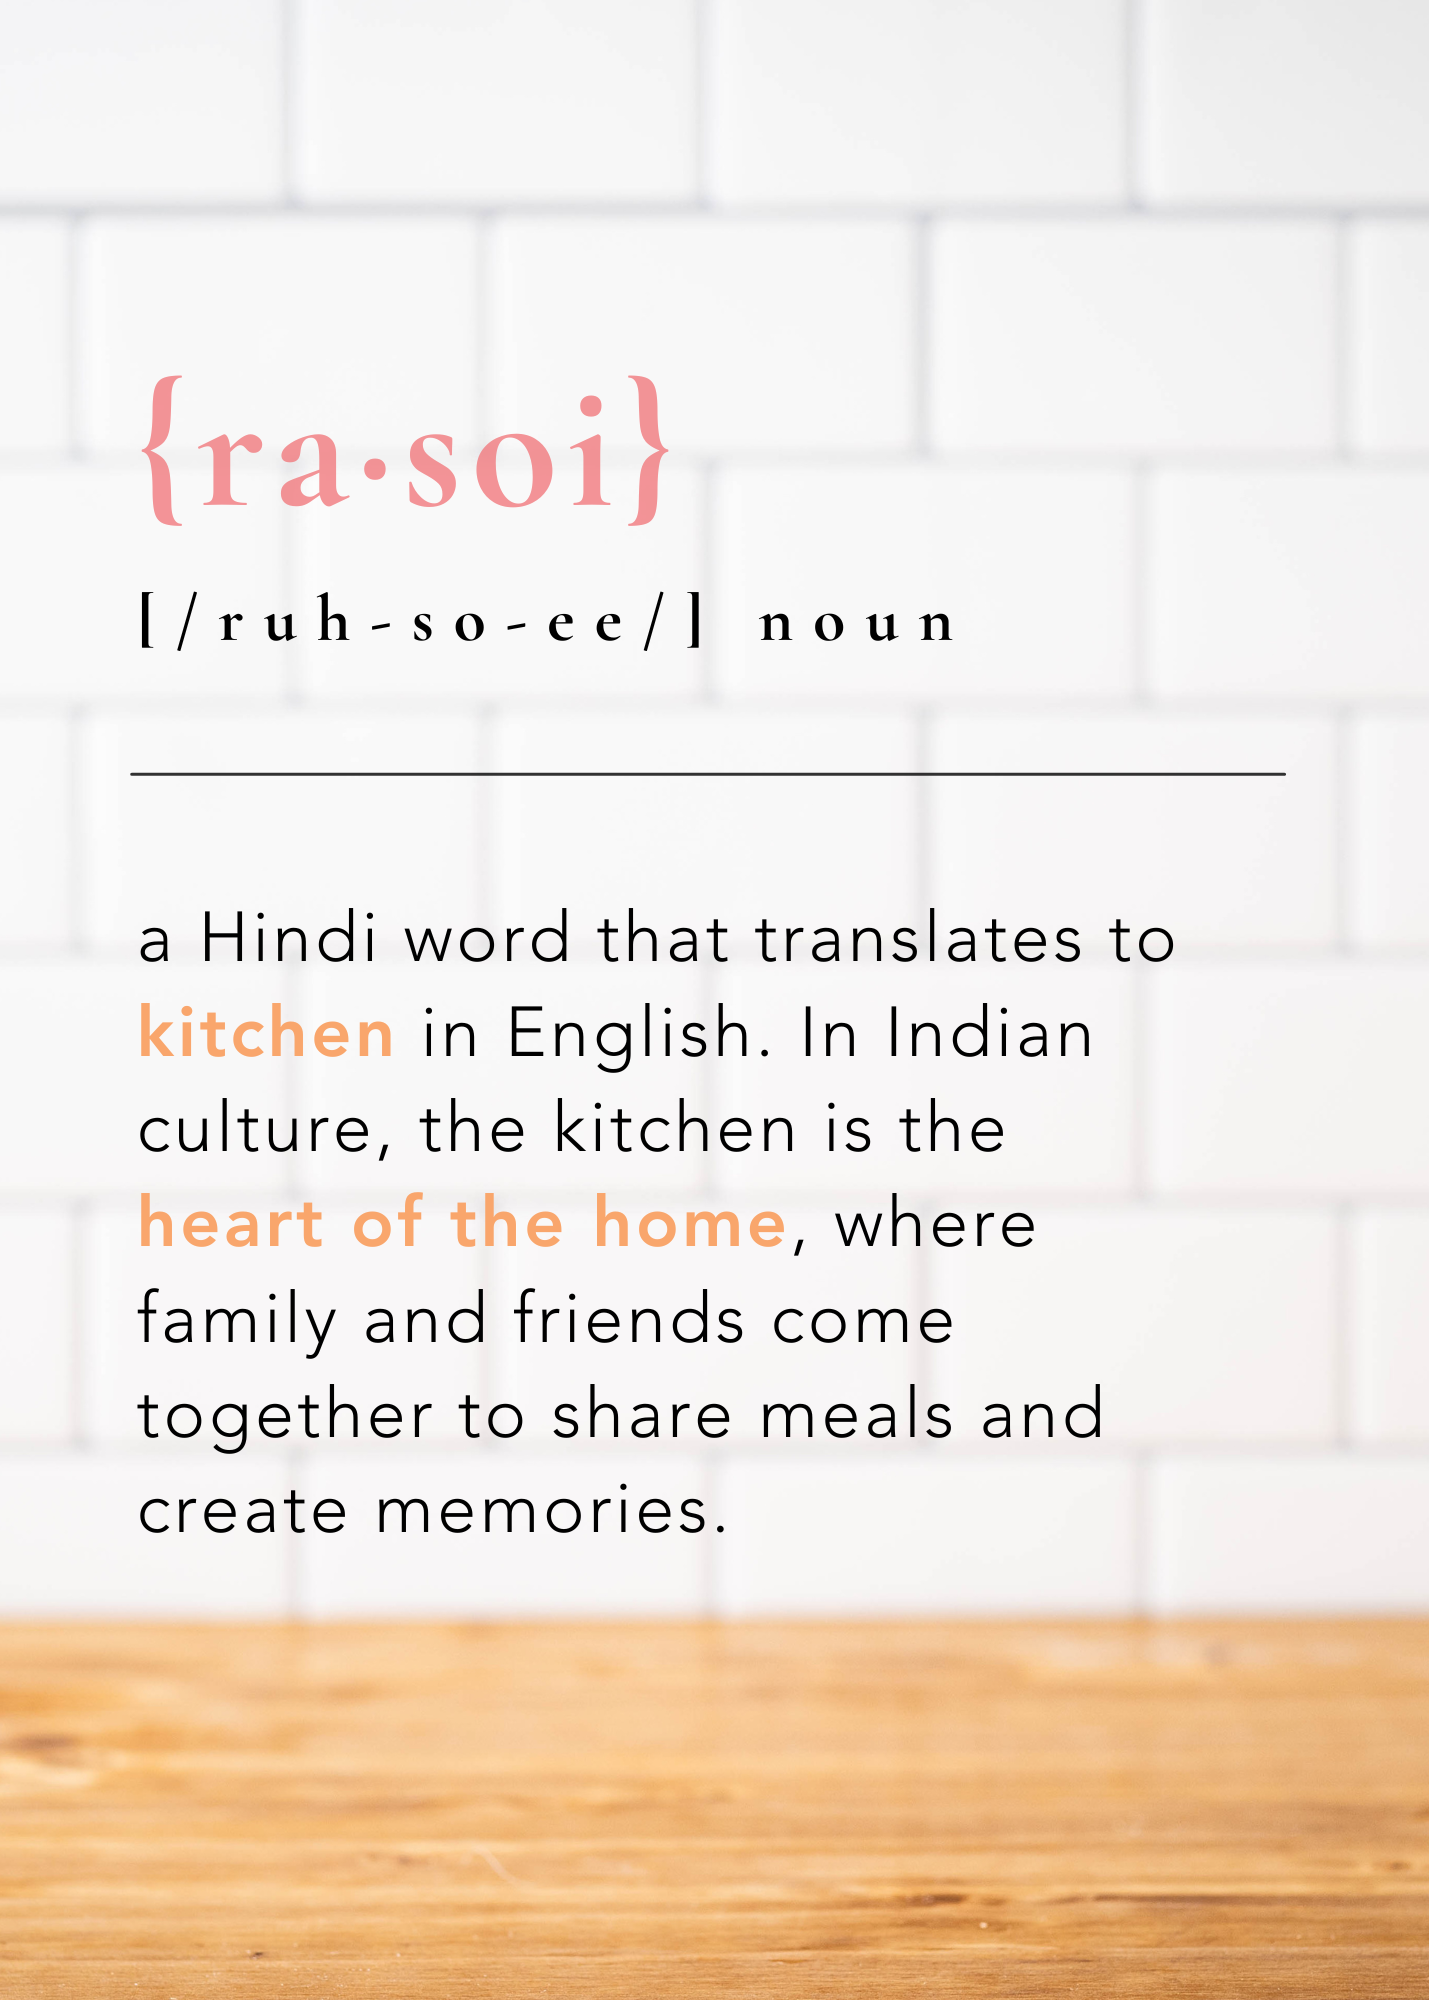 {ra·soi}
[/ruh-so-ee/] noun
a Hindi word that translates to
kitchen in English. In Indian
culture, the kitchen is the
heart of the home, where
family and friends come
together to share meals and
create memories.